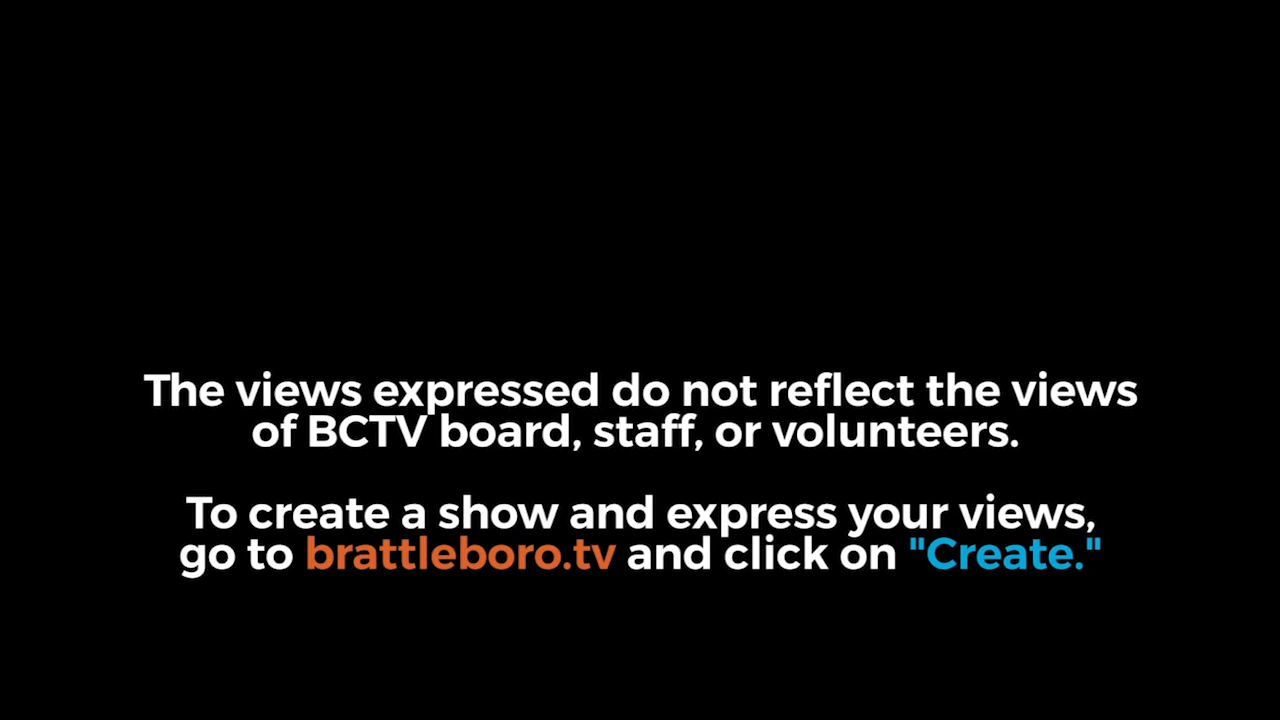 The views expressed do not reflect the views
of BCTV board, staff, or volunteers.
To create a show and express your views,
go to brattleboro.tv and click on "Create."